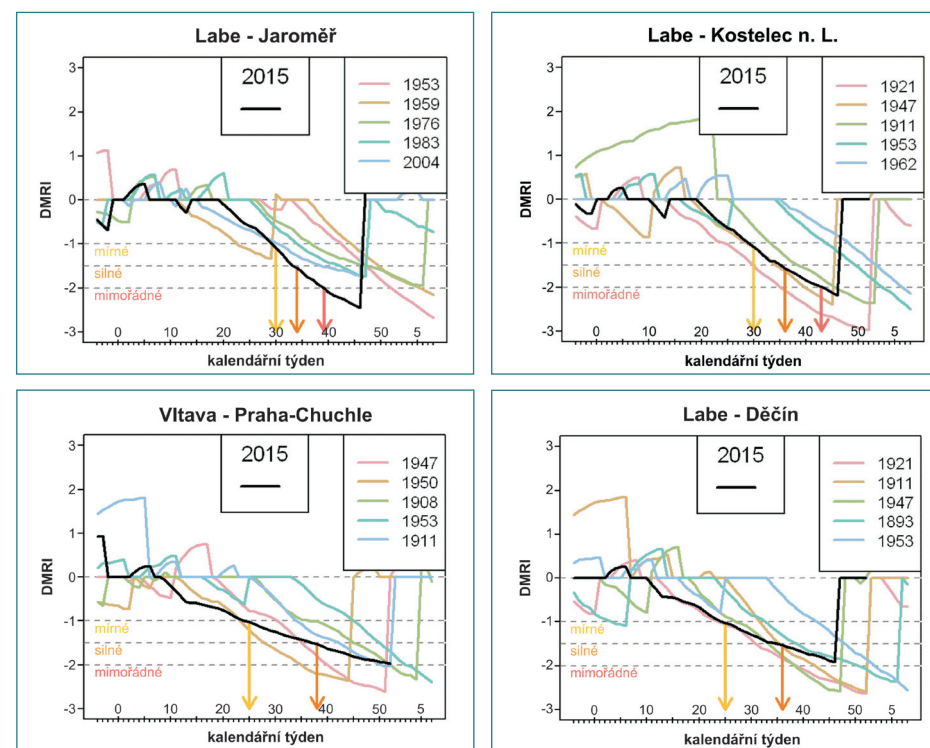 Labe - Jaroměř
3
2
1
0
-1
-2
-3
DMRI
2015
1953
1959
1976
1983
2004
mírné
silné
mimořádné
0 10 20 30 40 50 5
kalendářní týden
Labe - Kostelec n. L.
3
2
1
0
-1
-2
-3
DMRI
2015
1921
1947
1911
1953
1962
mírné
silné
mimořádné
0 10 20 30 40 50 5
kalendářní týden
Vltava - Praha-Chuchle
3
2
1
0
-1
-2
-3
DMRI
2015
1947
1950
1908
1953
1911
mírné
silné
mimořádné
0 10 20 30 40 50 5
kalendářní týden
Labe - Děčín
3
2
1
0
-1
-2
-3
DMRI
2015
1921
1911
1947
1893
1953
mírné
silné
mimořádné
0 10 20 30 40 50 5
kalendářní týden